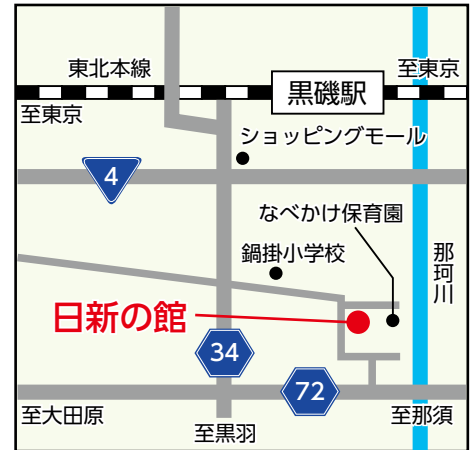 東北本線
至東京
黒磯駅
至東京
ショッピングモール
4
なべかけ保育園
鍋掛小学校
那珂川
日新の館
34
72
至大田原
至那須
至黒羽